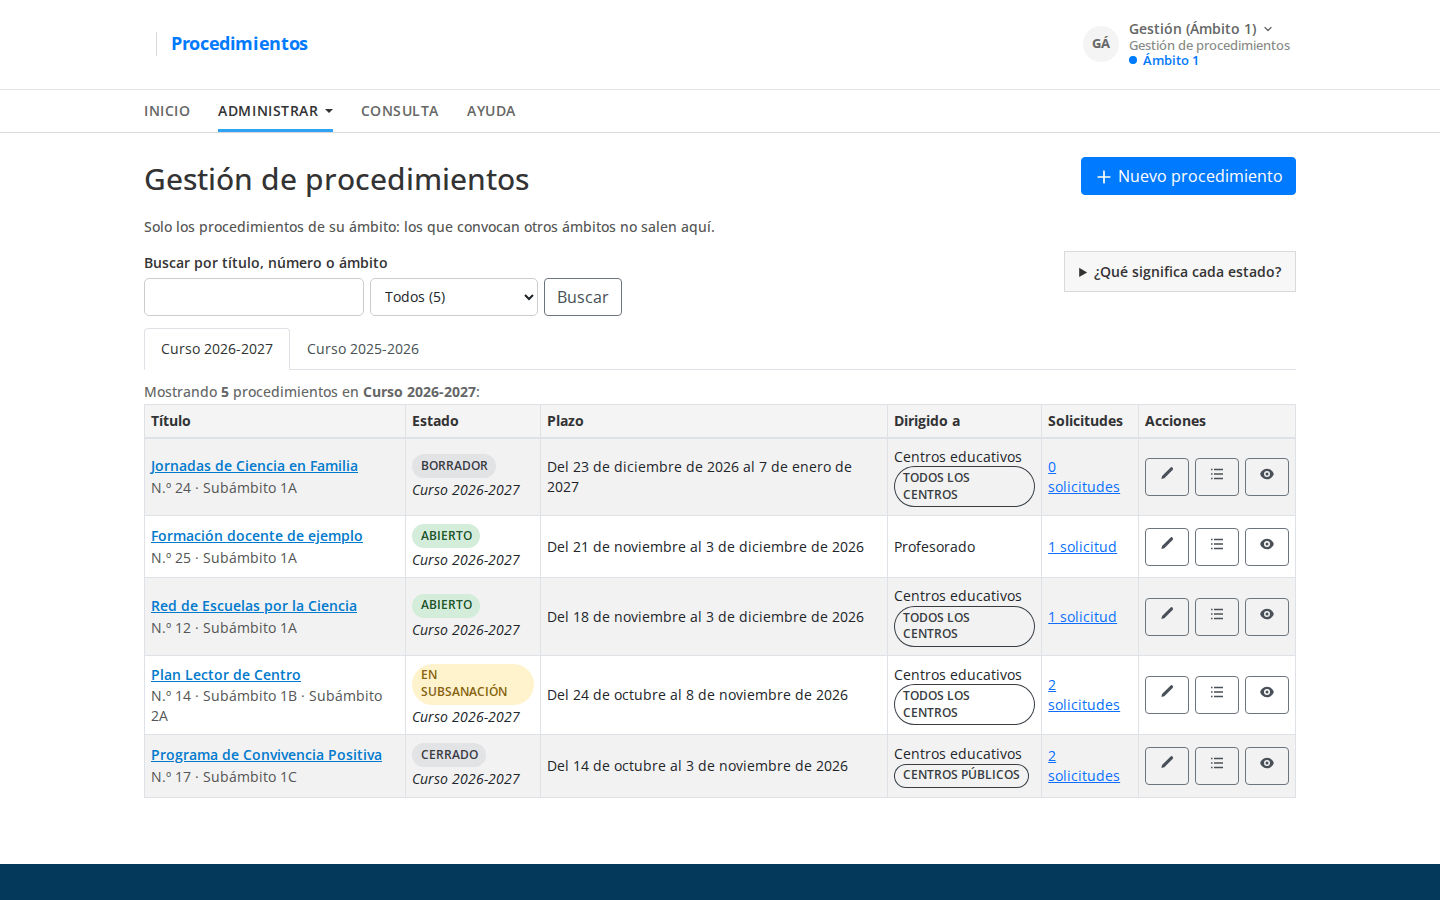 Procedimientos
GÁ
Gestión (Ámbito 1)
Gestión de procedimientos
Ámbito 1
INICIO
ADMINISTRAR
CONSULTA
AYUDA
Gestión de procedimientos
Nuevo procedimiento
Solo los procedimientos de su ámbito: los que convocan otros ámbitos no salen aquí.
Buscar por título, número o ámbito
Todos (5)
Buscar
¿Qué significa cada estado?
Curso 2026-2027
Curso 2025-2026
Mostrando 5 procedimientos en Curso 2026-2027:
Título
Estado
Plazo
Dirigido a
Solicitudes
Acciones
Jornadas de Ciencia en Familia
N.º 24 · Subámbito 1A
BORRADOR
Curso 2026-2027
Del 23 de diciembre de 2026 al 7 de enero de
2027
Centros educativos
TODOS LOS
CENTROS
0
solicitudes
Formación docente de ejemplo
N.º 25 · Subámbito 1A
ABIERTO
Curso 2026-2027
Del 21 de noviembre al 3 de diciembre de 2026
Profesorado
1 solicitud
Red de Escuelas por la Ciencia
N.º 12 · Subámbito 1A
ABIERTO
Curso 2026-2027
Del 18 de noviembre al 3 de diciembre de 2026
Centros educativos
TODOS LOS
CENTROS
1 solicitud
Plan Lector de Centro
N.º 14 · Subámbito 1B · Subámbito
2A
EN
SUBSANACIÓN
Curso 2026-2027
Del 24 de octubre al 8 de noviembre de 2026
Centros educativos
TODOS LOS
CENTROS
2
solicitudes
Programa de Convivencia Positiva
N.º 17 · Subámbito 1C
CERRADO
Curso 2026-2027
Del 14 de octubre al 3 de noviembre de 2026
Centros educativos
CENTROS PÚBLICOS
2
solicitudes